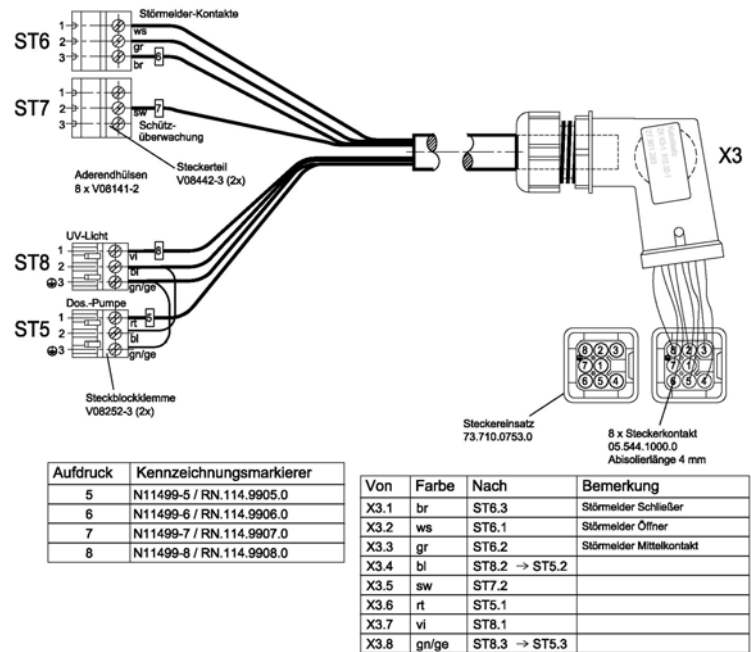 Störmelder-Kontakte
ST6
1
2
3
ws
gr
br
6
ST7
1
2
3
sw
7
Schütz-
überwachung
Steckerteil
V08442-3 (2x)
Aderendhülsen
8 x V08141-2
X3
UV-Licht
ST8
1
2
3
vi
bl
gn/ge
8
Dos.-Pumpe
ST5
1
2
3
rt
bl
gn/ge
5
Steckblockklemme
V08252-3 (2x)
8 2 3
7 1
6 5 4
8 2 3
7 1
6 5 4
Steckereinsatz
73.710.0753.0
8 x Steckerkontakt
05.544.1000.0
Abisolierlänge 4 mm
Aufdruck Kennzeichnungsmarkierer
5 N11499-5 / RN.114.9905.0
6 N11499-6 / RN.114.9906.0
7 N11499-7 / RN.114.9907.0
8 N11499-8 / RN.114.9908.0
Von Farbe Nach Bemerkung
X3.1 br ST6.3 Störmelder Schließer
X3.2 ws ST6.1 Störmelder Öffner
X3.3 gr ST6.2 Störmelder Mittelkontakt
X3.4 bl ST8.2 → ST5.2
X3.5 sw ST7.2
X3.6 rt ST5.1
X3.7 vi ST8.1
X3.8 gn/ge ST8.3 → ST5.3